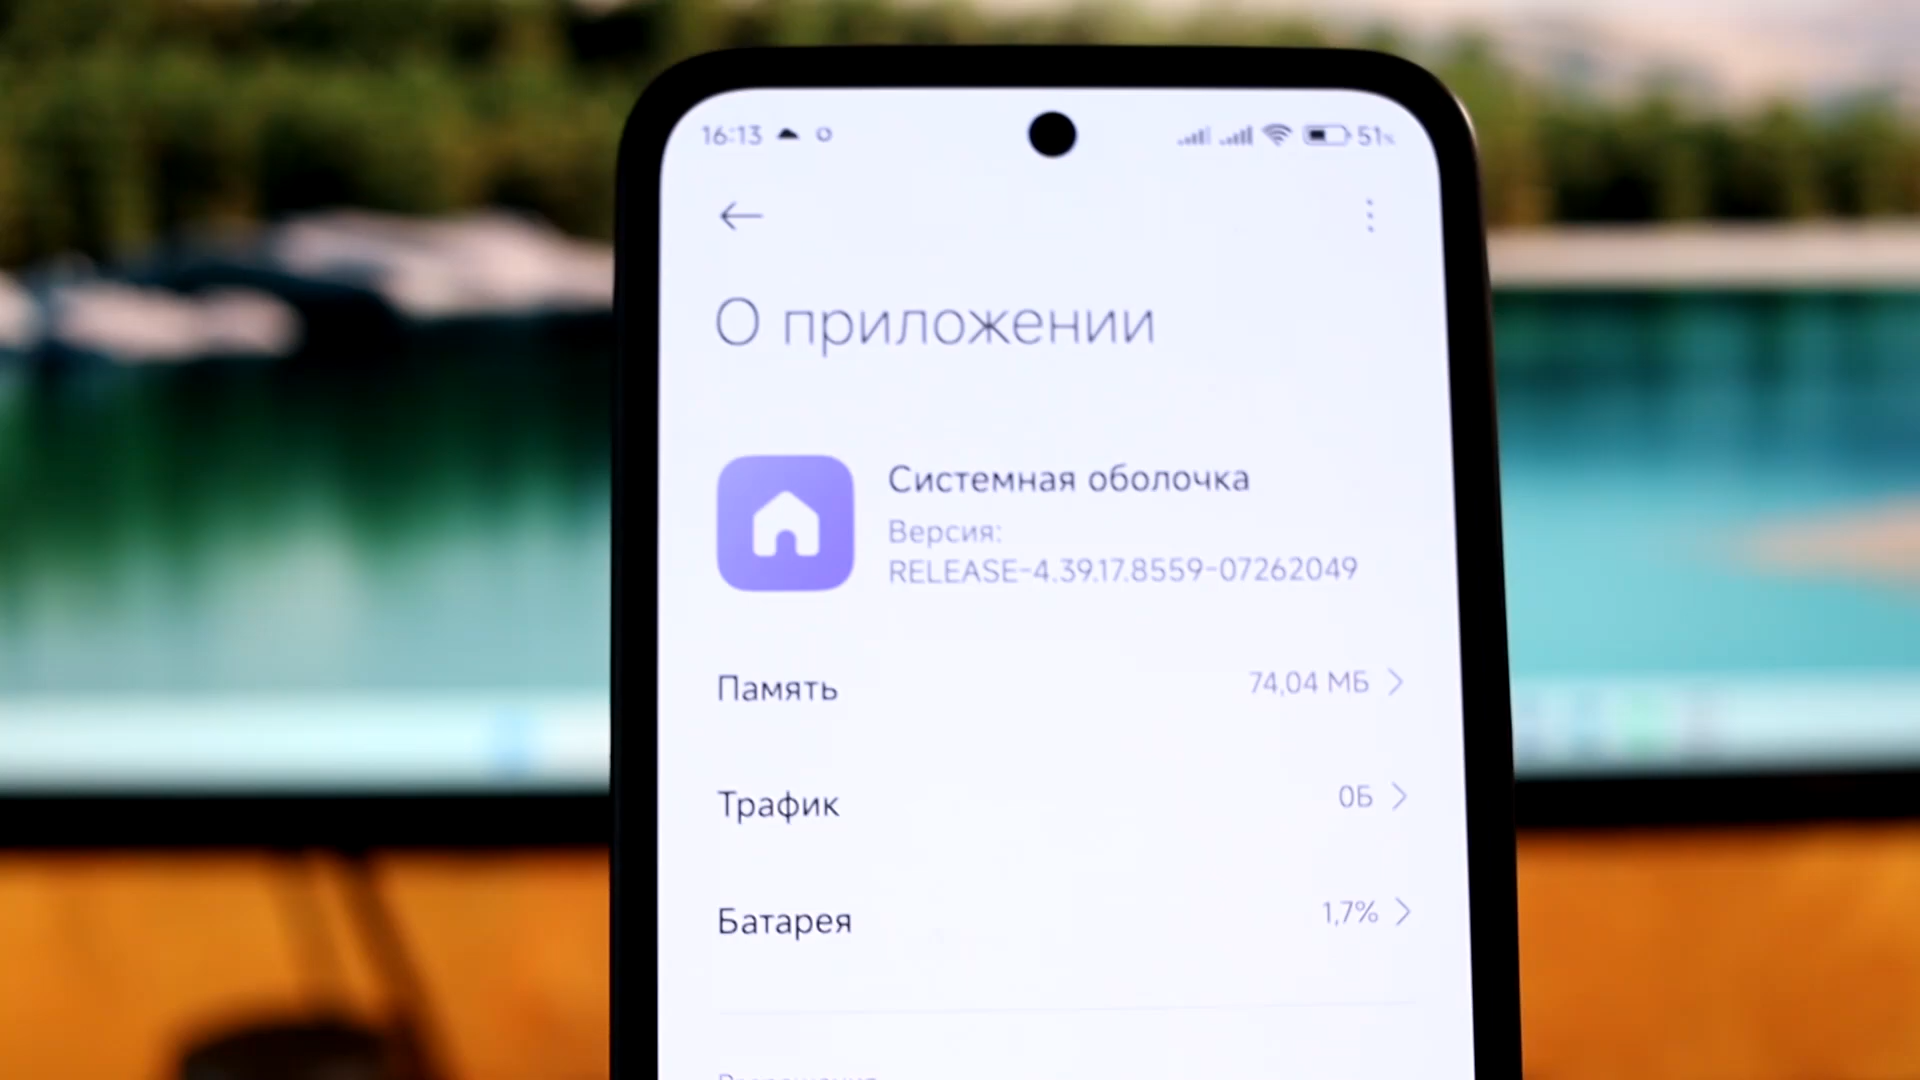 16:13 51%
О приложении
Системная оболочка
Версия:
RELEASE-4.39.17.8559-07262049
Память 74,04 МБ
Трафик 0Б
Батарея 1,7%